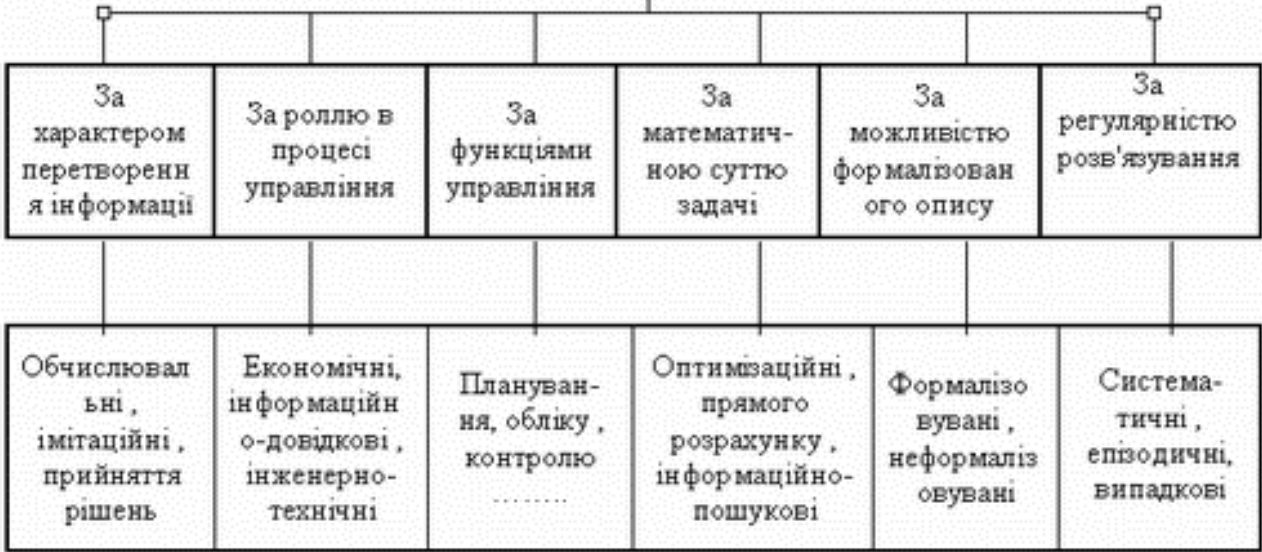 За
характером
перетворенн
я інформації
За роллю в
процесі
управління
За
функціями
управління
За
математич-
ною суттю
задачі
За
можливістю
формалізован
ого опису
За
регулярністю
розв'язування
Обчислювал
ьні,
імітаційні,
прийняття
рішень
Економічні,
інформаційн
о-довідкові,
інженерно-
технічні
Плануван-
ня, обліку,
контролю
........
Оптимізаційні,
прямого
розрахунку,
інформаційно-
пошукові
Формалізо
вувані,
неформаліз
овувані
Система-
тичні,
епізодичні,
випадкові